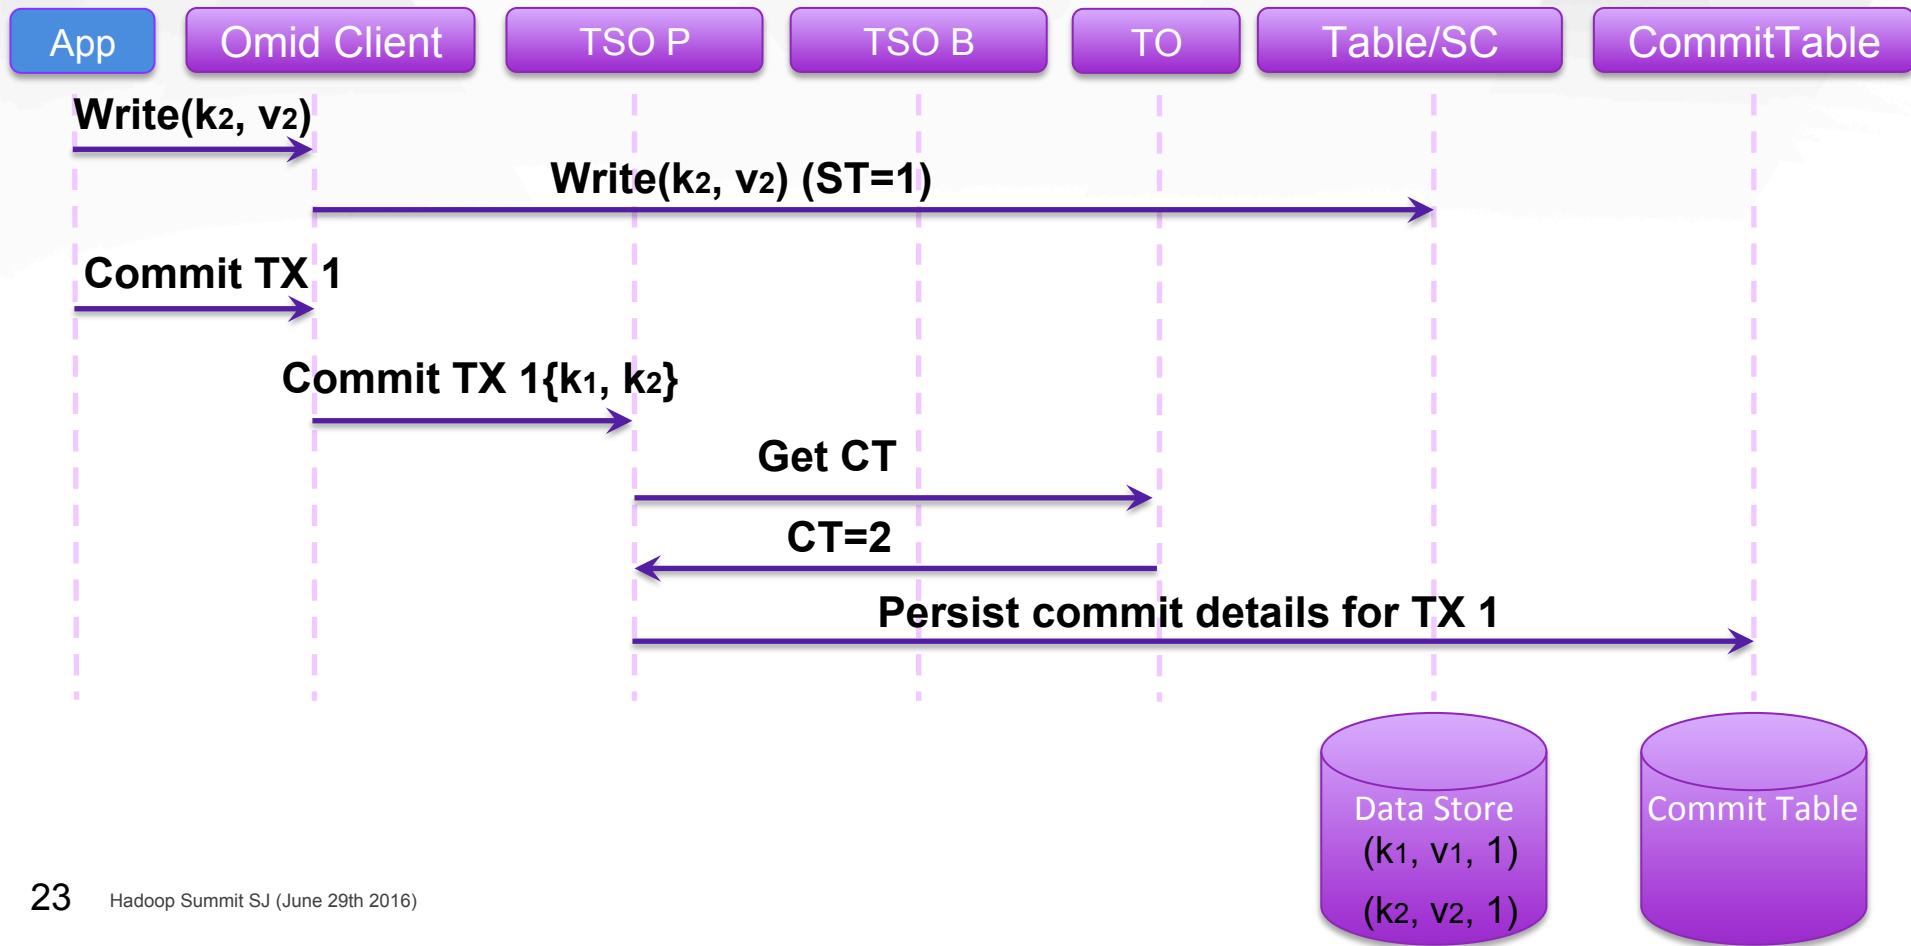 App
Omid Client
TSO P
TSO B
TO
Table/SC
CommitTable
Write(k2, v2)
Write(k2, v2) (ST=1)
Commit TX 1
Commit TX 1{k1, k2}
Get CT
CT=2
Persist commit details for TX 1
Data Store
(k1, v1, 1)
(k2, v2, 1)
Commit Table
23
Hadoop Summit SJ (June 29th 2016)